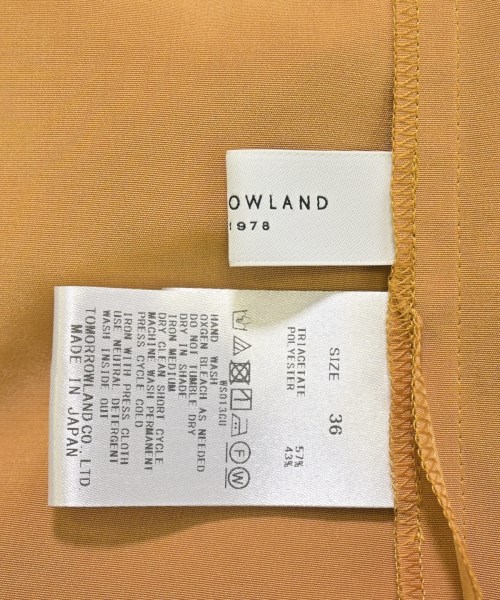 OWLAND
1978
SIZE 36
TRIACETATE 57%
POLYESTER 43%
WS013GU
HAND WASH
OXGEN BLEACH AS NEEDED
DO NOT TUMBLE DRY
DRY IN SHADE
IRON MEDIUM
DRY CLEAN SHORT CYCLE
MACHINE WASH PERMANENT
PRESS CYCLE COLD
IRON WITH PRESS CLOTH
USE NEUTRAL DETERGENT
WASH INSIDE OUT
TOMORROWLAND CO., LTD
MADE IN JAPAN